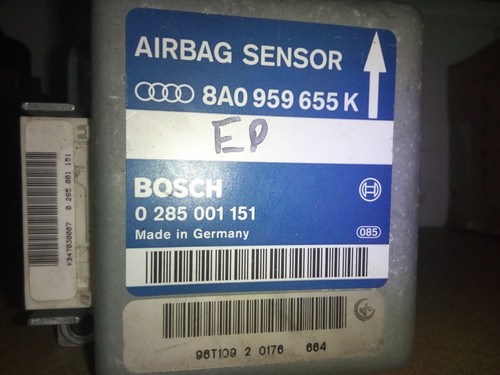 AIRBAG SENSOR
8A0 959 655 K
EP
BOSCH
0 285 001 151
Made in Germany
085
96T109 2 0176 664
*347030087 0 285 001 151